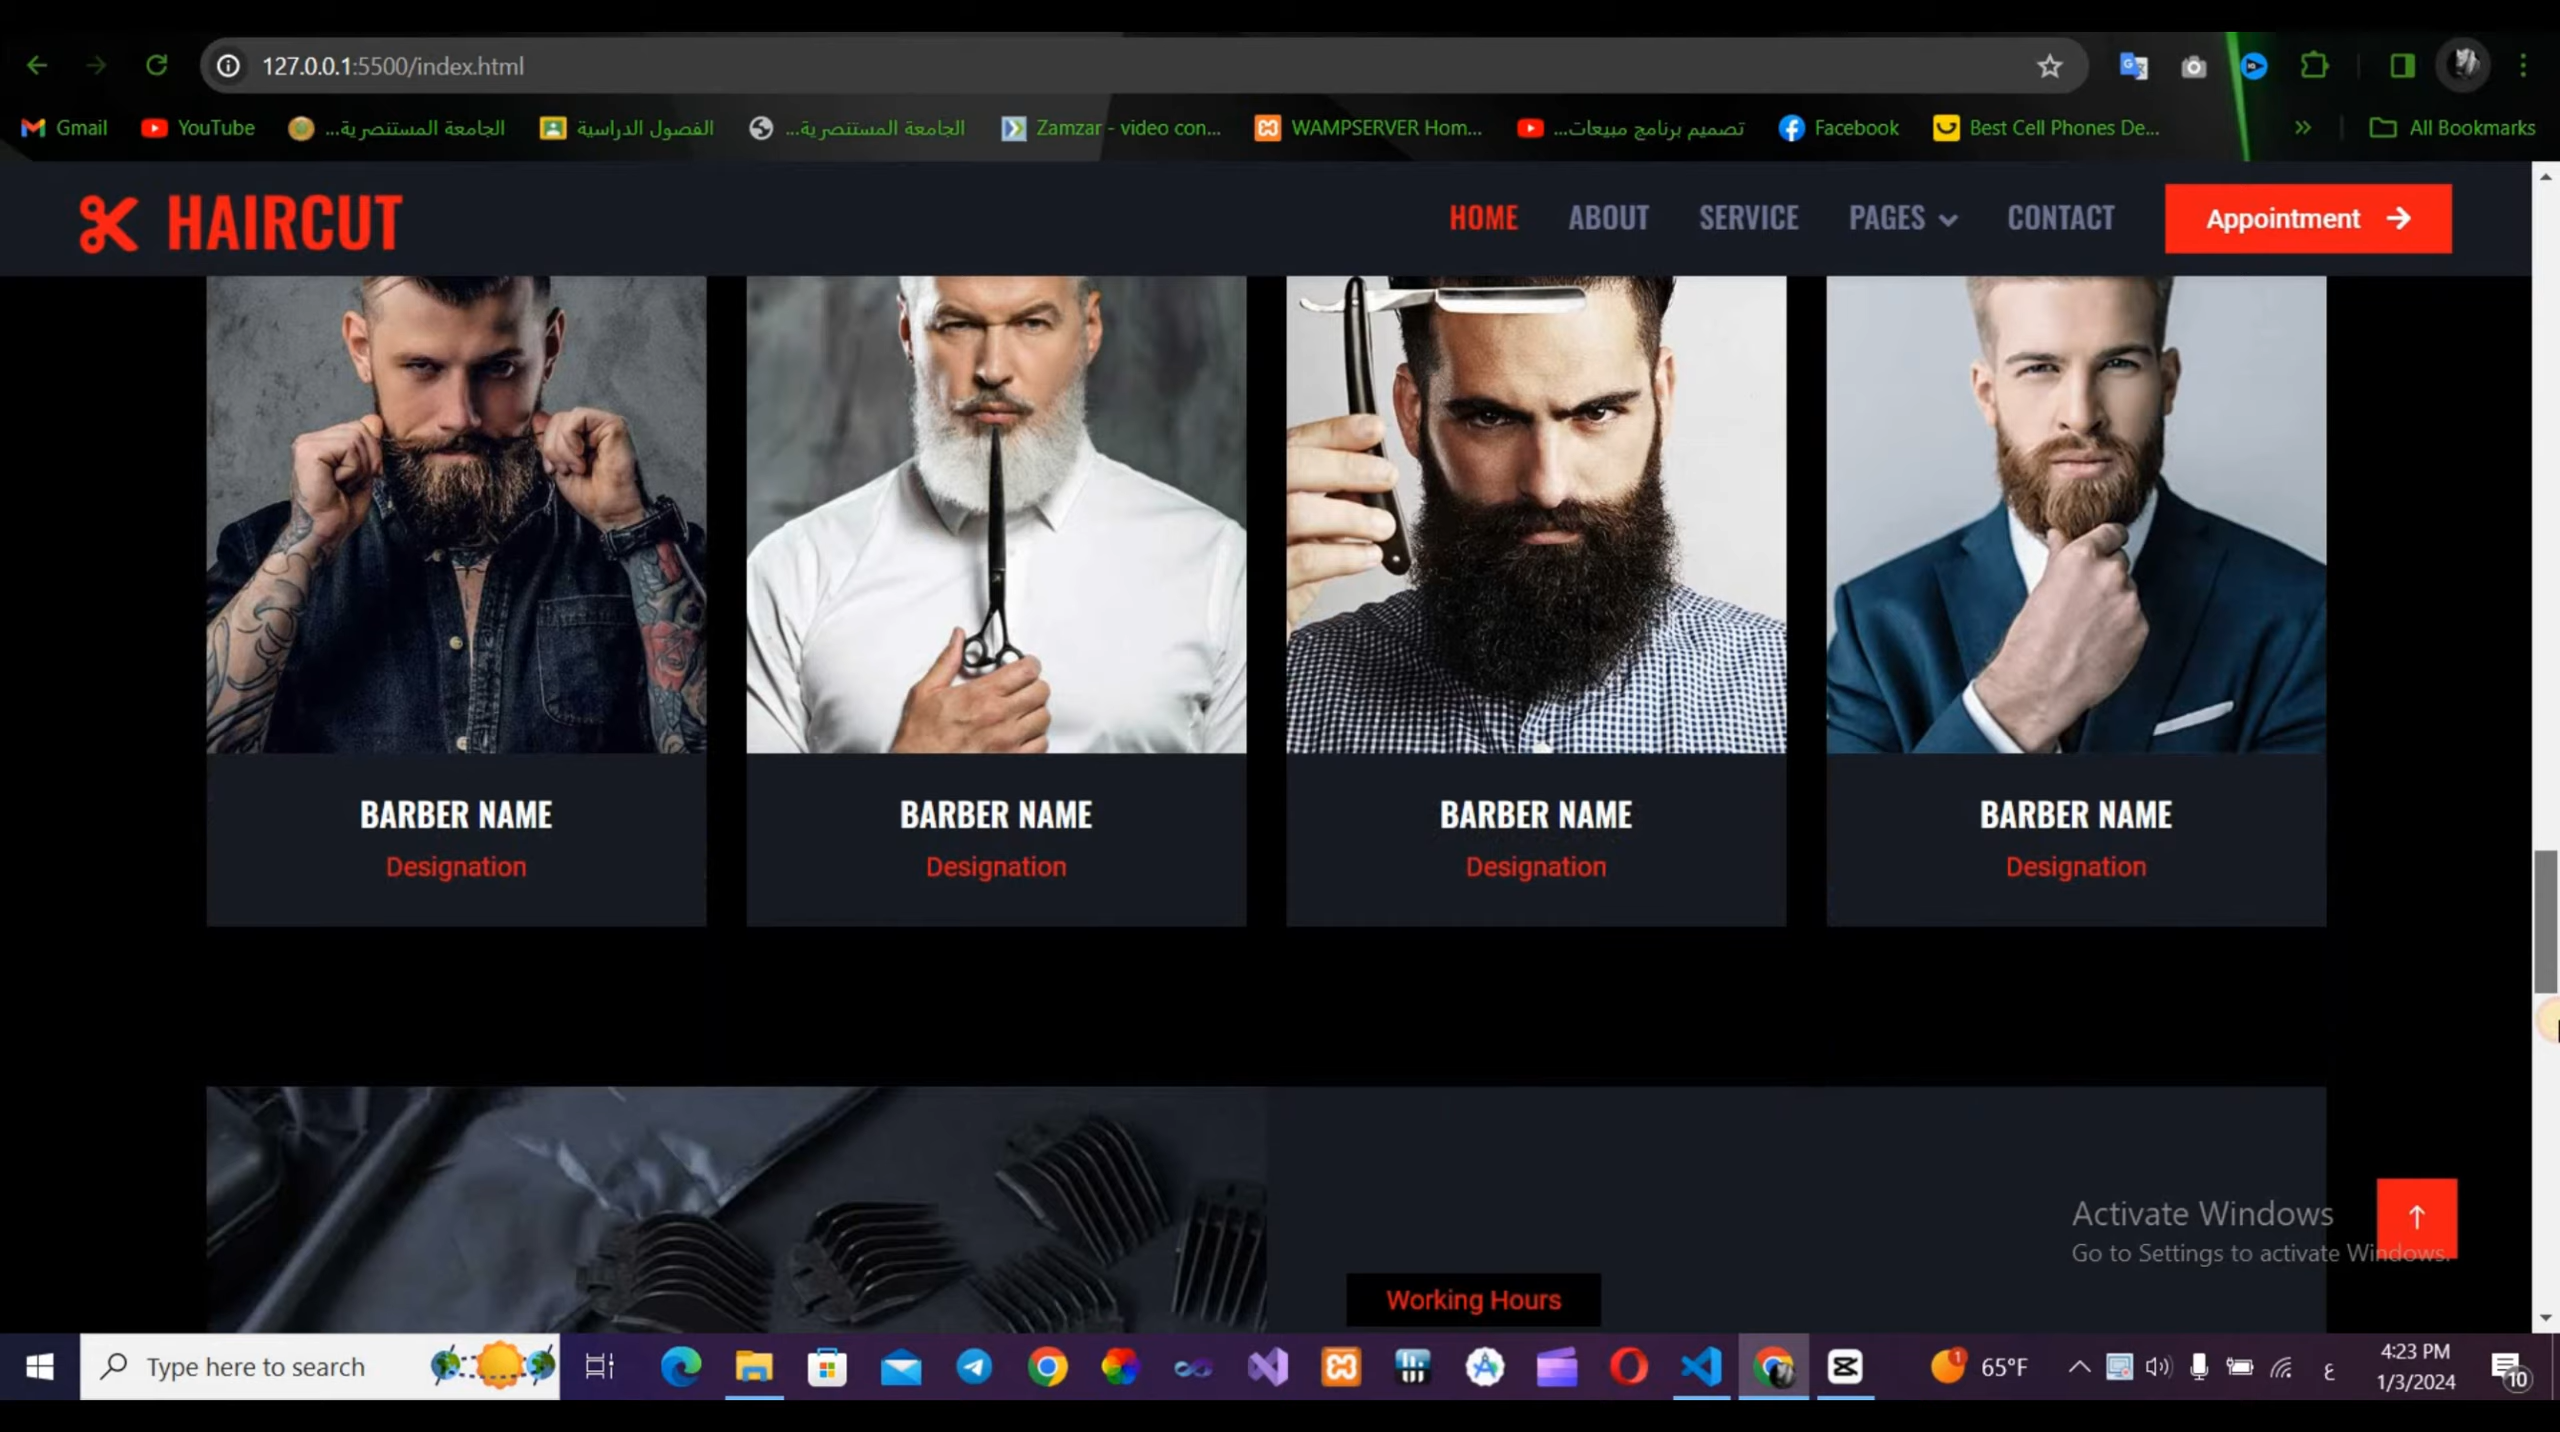 127.0.0.1:5500/index.html
Gmail
YouTube
الجامعة المستنصرية...
الفصول الدراسية
الجامعة المستنصرية...
Zamzar - video con...
WAMPSERVER Hom...
تصميم برنامج مبيعات...
Facebook
Best Cell Phones De...
All Bookmarks
HAIRCUT
HOME
ABOUT
SERVICE
PAGES
CONTACT
Appointment
BARBER NAME
BARBER NAME
BARBER NAME
BARBER NAME
Designation
Designation
Designation
Designation
Activate Windows
Go to Settings to activate Windows.
Working Hours
Type here to search
1
65°F
ع
4:23 PM
1/3/2024
10